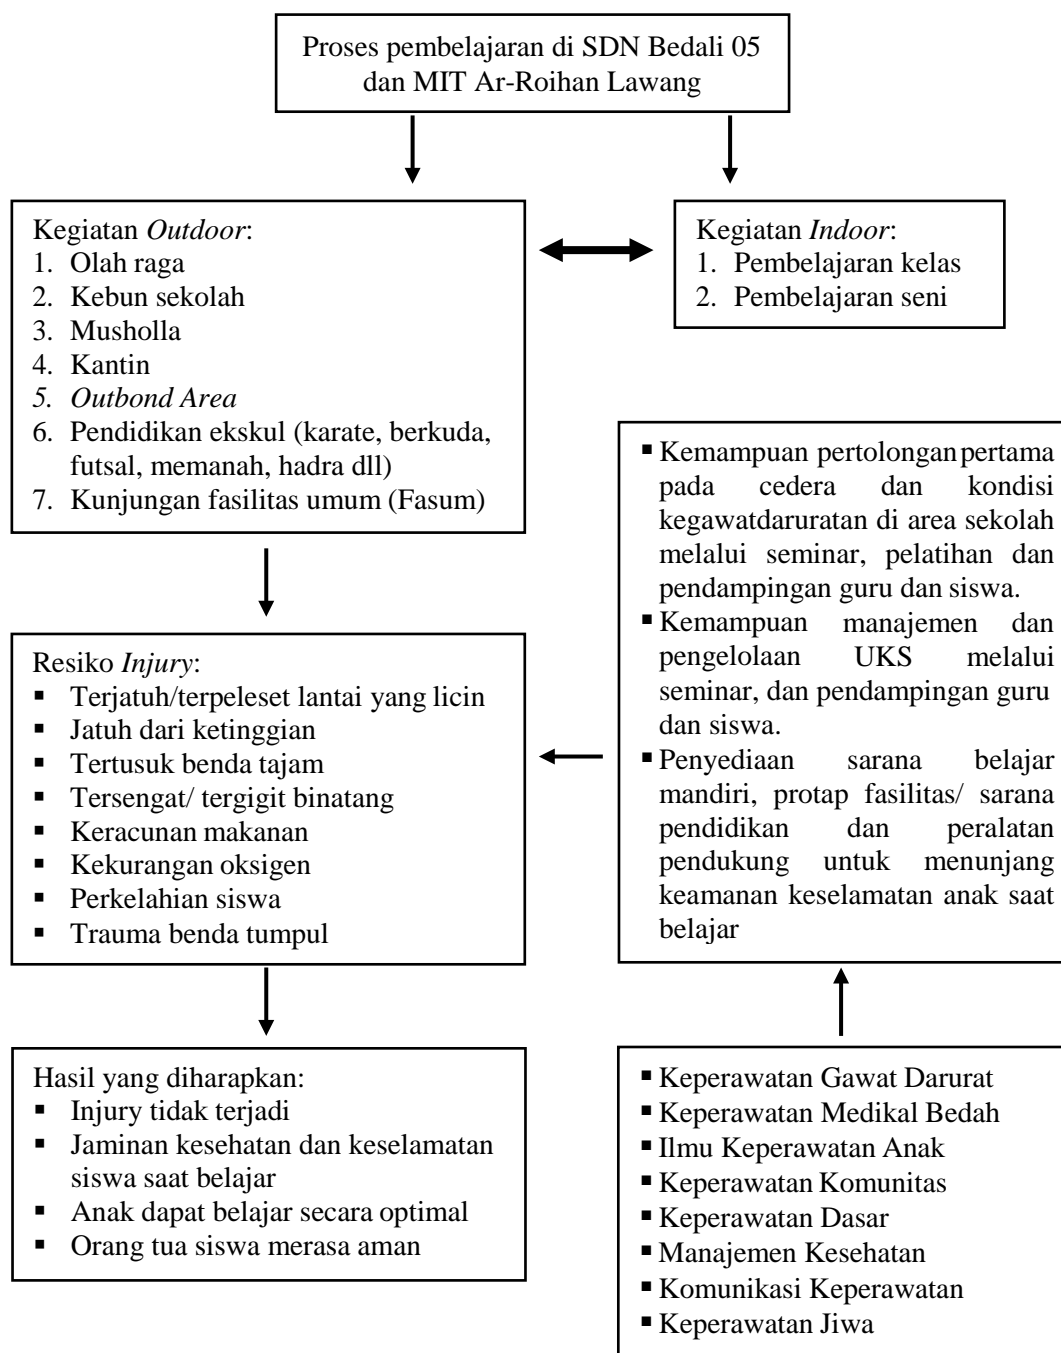 Proses pembelajaran di SDN Bedali 05
dan MIT Ar-Roihan Lawang
Kegiatan Outdoor:
1. Olah raga
2. Kebun sekolah
3. Musholla
4. Kantin
5. Outbond Area
6. Pendidikan ekskul (karate, berkuda,
futsal, memanah, hadra dll)
7. Kunjungan fasilitas umum (Fasum)
Kegiatan Indoor:
1. Pembelajaran kelas
2. Pembelajaran seni
▪ Kemampuan pertolongan pertama
pada cedera dan kondisi
kegawatdaruratan di area sekolah
melalui seminar, pelatihan dan
pendampingan guru dan siswa.
▪ Kemampuan manajemen dan
pengelolaan UKS melalui
seminar, dan pendampingan guru
dan siswa.
▪ Penyediaan sarana belajar
mandiri, protap fasilitas/ sarana
pendidikan dan peralatan
pendukung untuk menunjang
keamanan keselamatan anak saat
belajar
Resiko Injury:
▪ Terjatuh/terpeleset lantai yang licin
▪ Jatuh dari ketinggian
▪ Tertusuk benda tajam
▪ Tersengat/ tergigit binatang
▪ Keracunan makanan
▪ Kekurangan oksigen
▪ Perkelahian siswa
▪ Trauma benda tumpul
Hasil yang diharapkan:
▪ Injury tidak terjadi
▪ Jaminan kesehatan dan keselamatan
siswa saat belajar
▪ Anak dapat belajar secara optimal
▪ Orang tua siswa merasa aman
▪ Keperawatan Gawat Darurat
▪ Keperawatan Medikal Bedah
▪ Ilmu Keperawatan Anak
▪ Keperawatan Komunitas
▪ Keperawatan Dasar
▪ Manajemen Kesehatan
▪ Komunikasi Keperawatan
▪ Keperawatan Jiwa